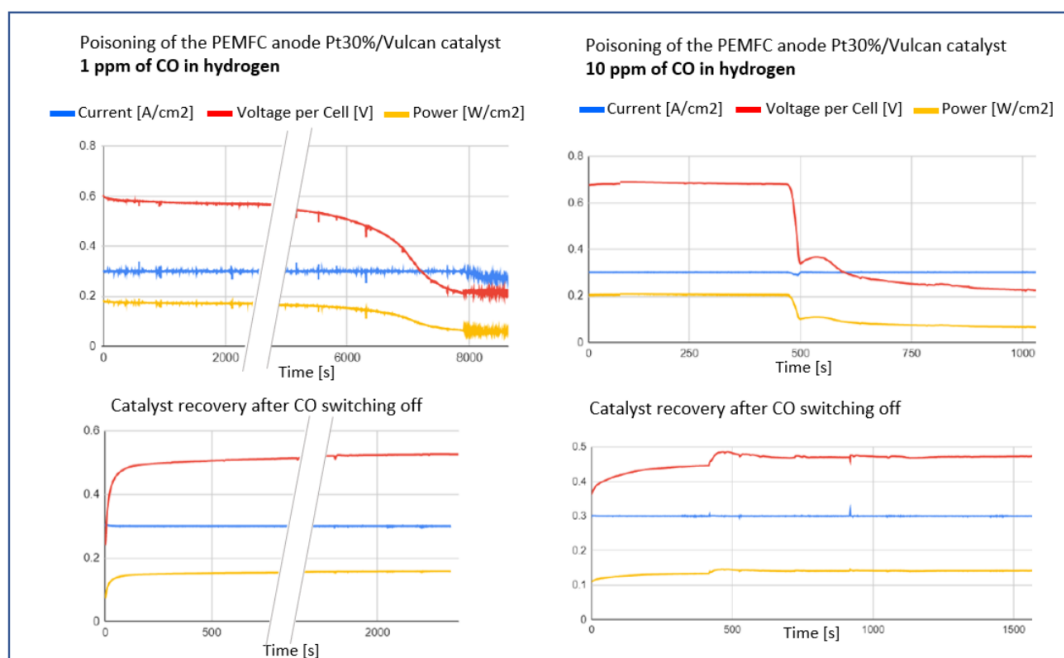 Poisoning of the PEMFC anode Pt30%/Vulcan catalyst
1 ppm of CO in hydrogen
Current [A/cm2] Voltage per Cell [V] Power [W/cm2]
0.8
0.6
0.4
0.2
0
0 2000 6000 8000
Time [s]
Poisoning of the PEMFC anode Pt30%/Vulcan catalyst
10 ppm of CO in hydrogen
Current [A/cm2] Voltage per Cell [V] Power [W/cm2]
0.8
0.6
0.4
0.2
0
0 250 500 750 1000
Time [s]
Catalyst recovery after CO switching off
0.6
0.4
0.2
0
0 500 2000
Time [s]
Catalyst recovery after CO switching off
0.5
0.4
0.3
0.2
0.1
0
0 500 1000 1500
Time [s]